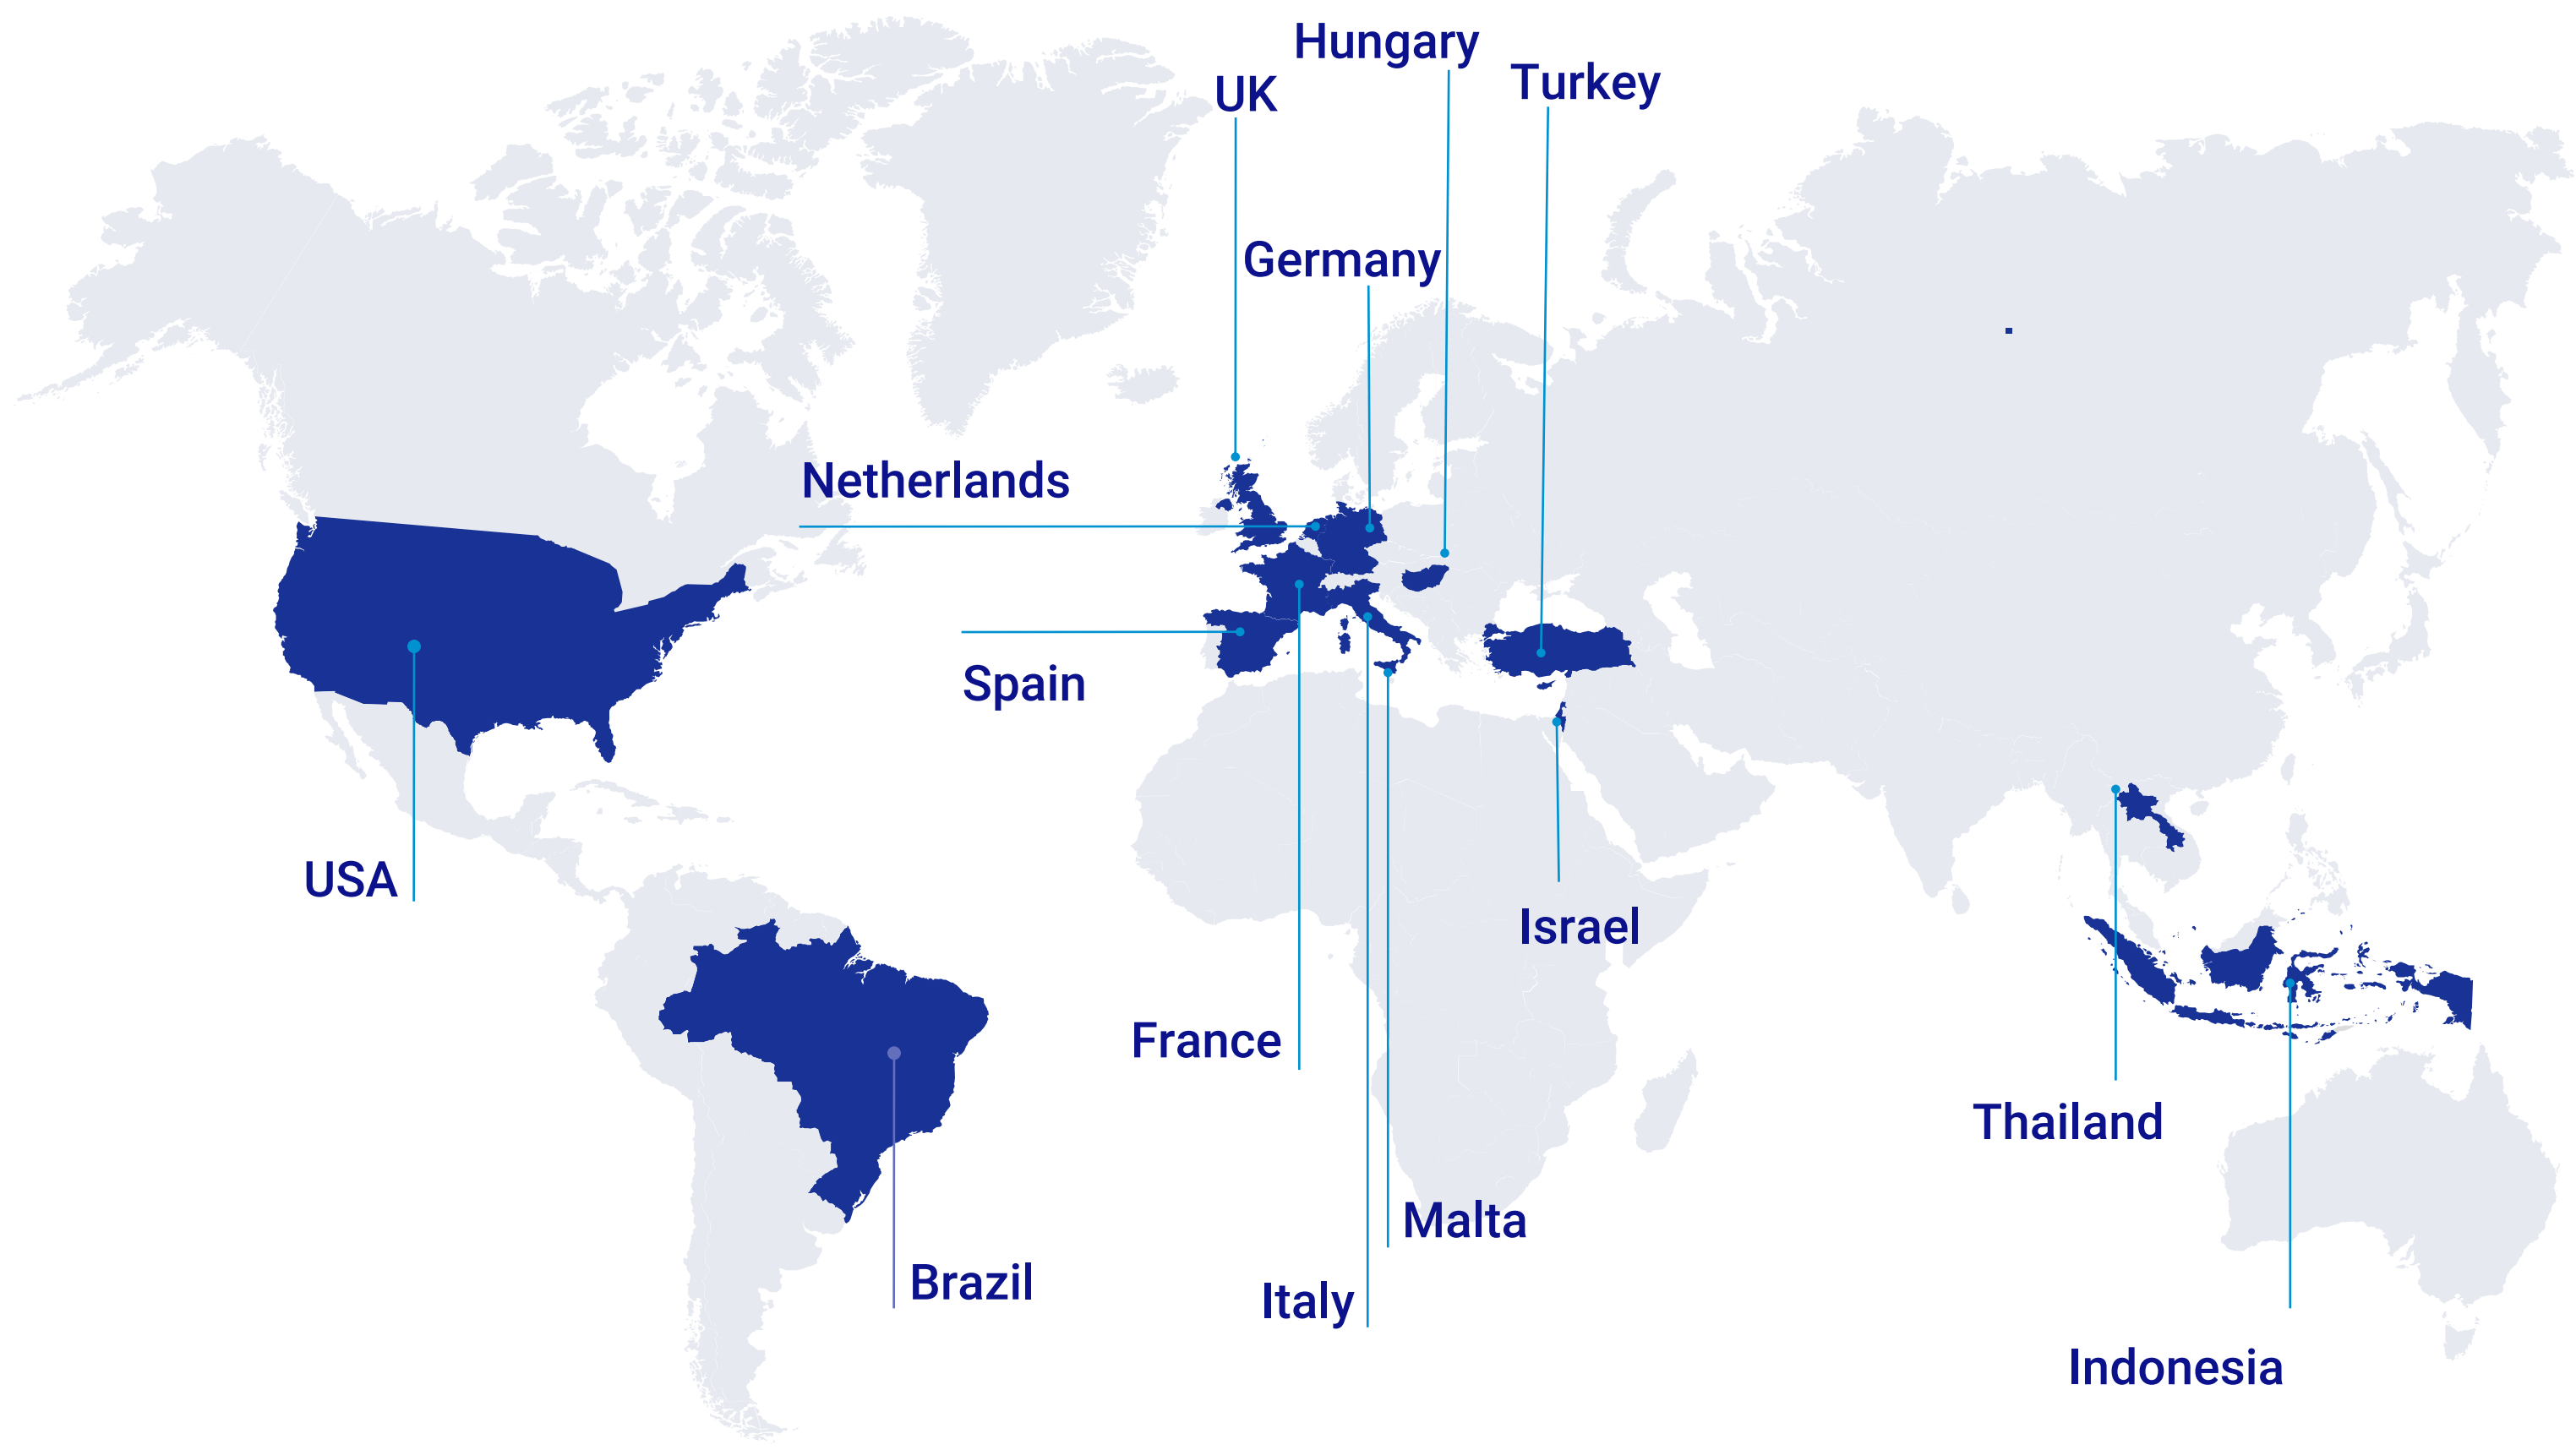 Hungary
UK
Turkey
Germany
Netherlands
Spain
USA
Israel
France
Thailand
Malta
Brazil
Italy
Indonesia